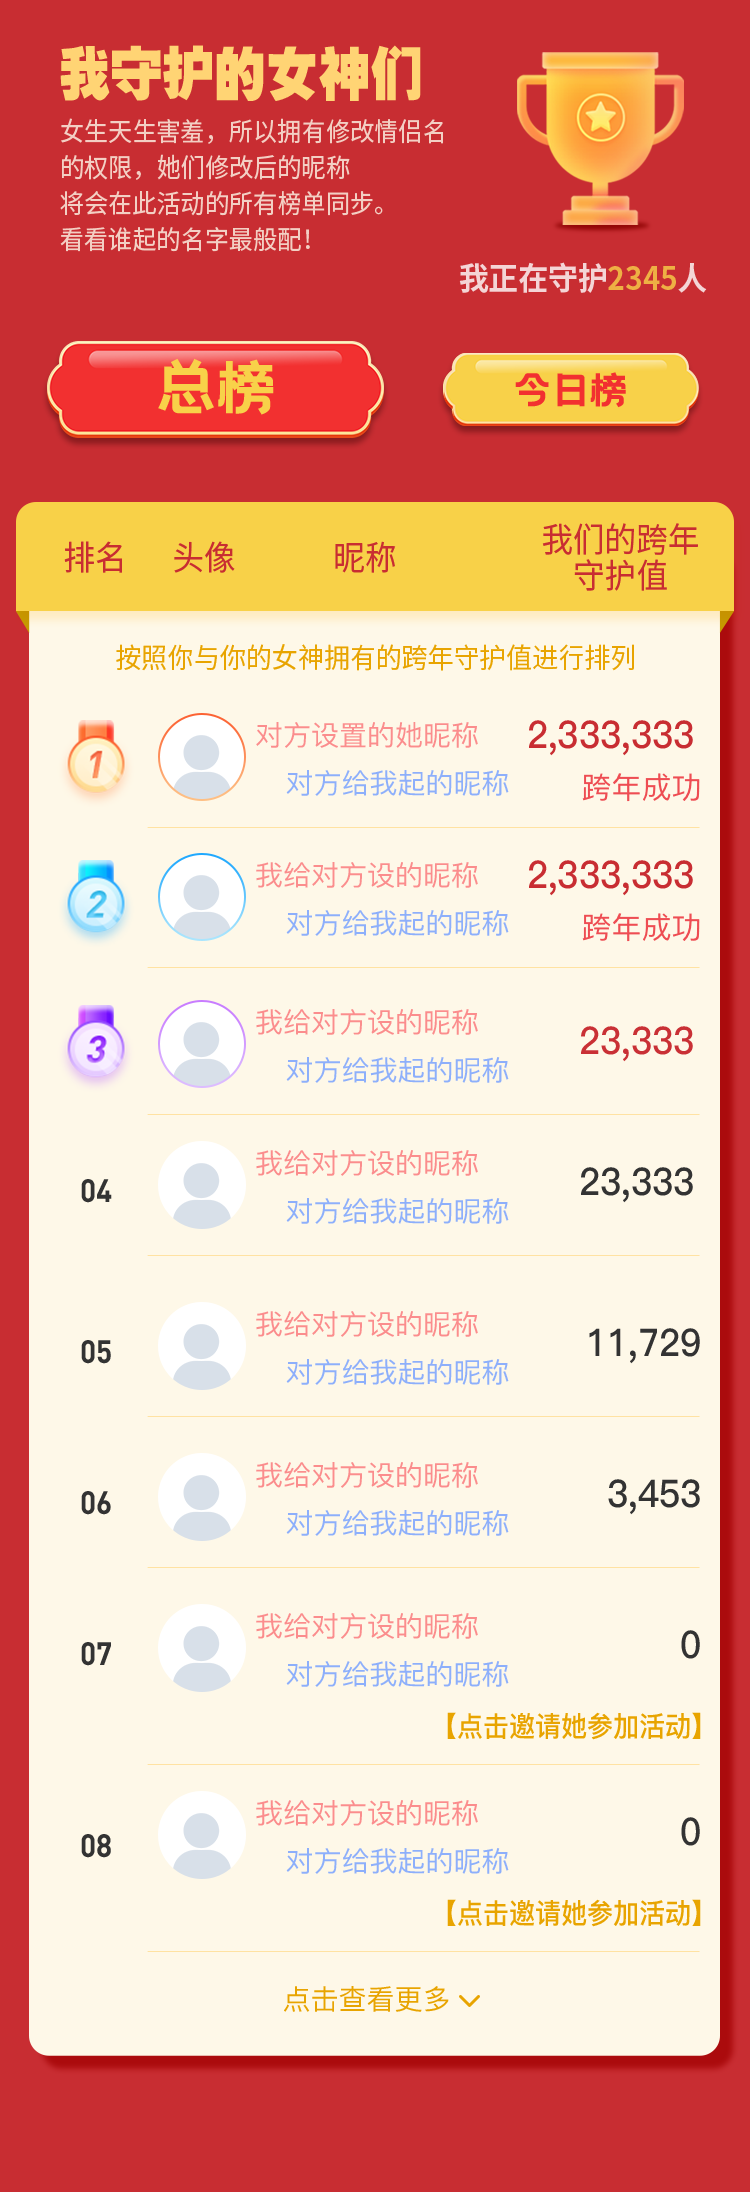 我守护的女神们
女生天生害羞，所以拥有修改情侣名
的权限，她们修改后的昵称
将会在此活动的所有榜单同步。
看看谁起的名字最般配！
我正在守护2345人
总榜
今日榜
排名
头像
昵称
我们的跨年
守护值
按照你与你的女神拥有的跨年守护值进行排列
1
对方设置的她昵称
2,333,333
对方给我起的昵称
跨年成功
2
我给对方设的昵称
2,333,333
对方给我起的昵称
跨年成功
3
我给对方设的昵称
23,333
对方给我起的昵称
04
我给对方设的昵称
23,333
对方给我起的昵称
05
我给对方设的昵称
11,729
对方给我起的昵称
06
我给对方设的昵称
3,453
对方给我起的昵称
07
我给对方设的昵称
0
对方给我起的昵称
【点击邀请她参加活动】
08
我给对方设的昵称
0
对方给我起的昵称
【点击邀请她参加活动】
点击查看更多